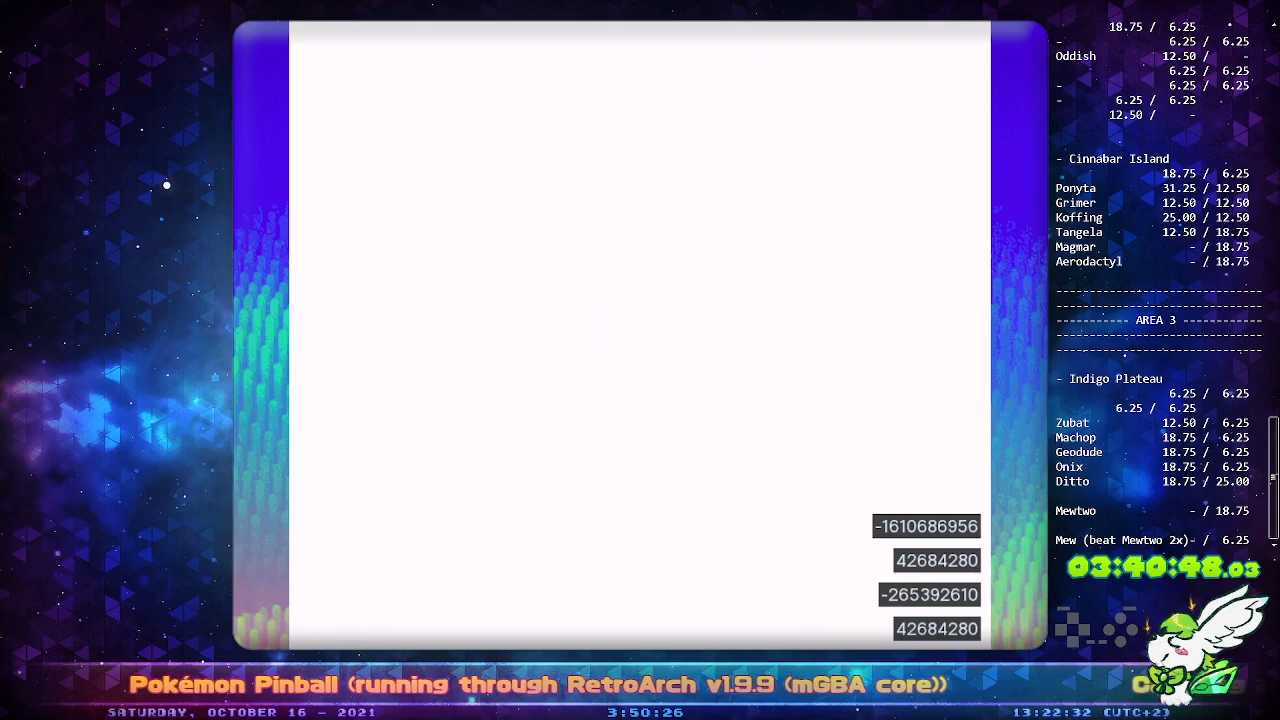 18.75 / 6.25
- 6.25 / 6.25
Oddish 12.50 / -
6.25 / 6.25
- 6.25 / 6.25
- 6.25 / 6.25
12.50 / -
- Cinnabar Island
18.75 / 6.25
Ponyta 31.25 / 12.50
Grimer 12.50 / 12.50
Koffing 25.00 / 12.50
Tangela 12.50 / 18.75
Magmar - / 18.75
Aerodactyl - / 18.75
----------- AREA 3 ------------
- Indigo Plateau
6.25 / 6.25
6.25 / 6.25
Zubat 12.50 / 6.25
Machop 18.75 / 6.25
Geodude 18.75 / 6.25
Onix 18.75 / 6.25
Ditto 18.75 / 25.00
Mewtwo - / 18.75
Mew (beat Mewtwo 2x)- / 6.25
-1610686956
42684280
-265392610
42684280
03:40:48.03
Pokémon Pinball (running through RetroArch v1.9.9 (mGBA core))
SATURDAY, OCTOBER 16 - 2021
3:50:26
13:22:32 (UTC+2)